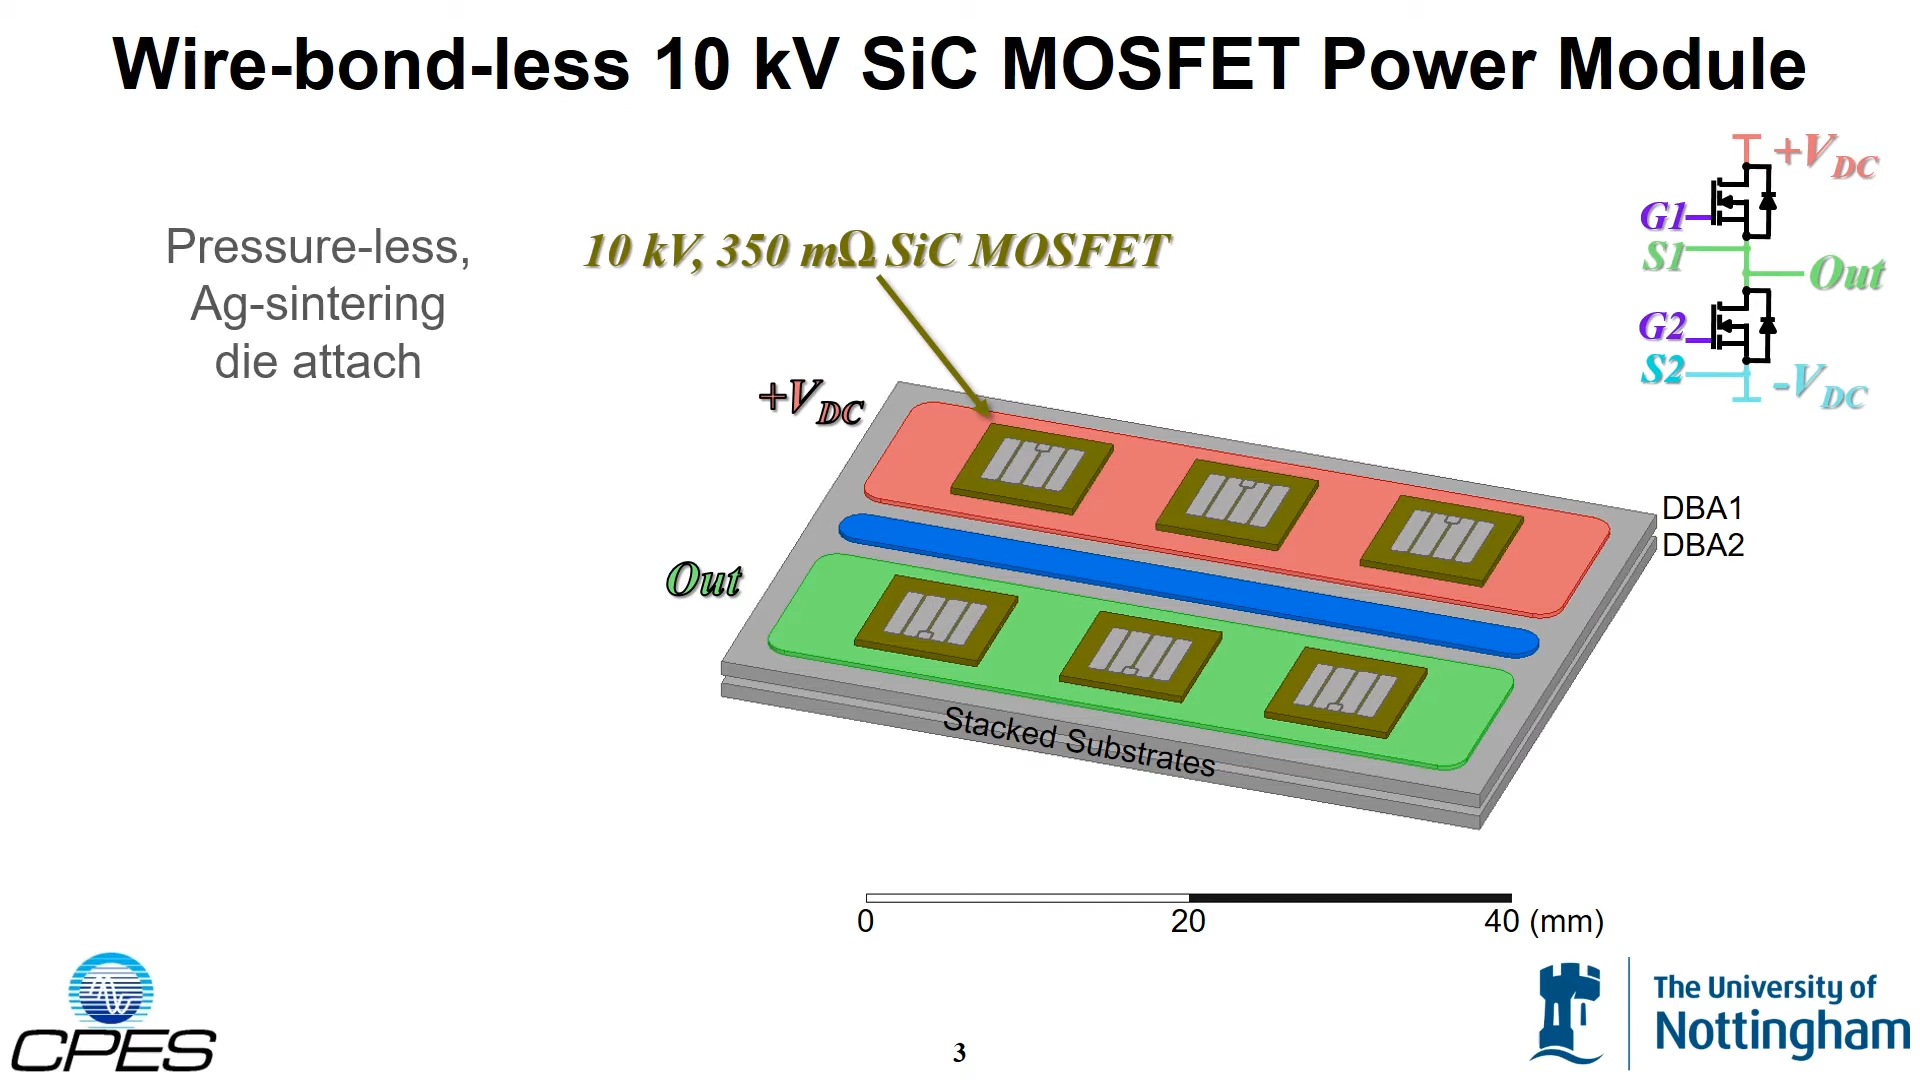 Wire-bond-less 10 kV SiC MOSFET Power Module
+VDC
G1
S1
Out
G2
S2
-VDC
Pressure-less,
Ag-sintering
die attach
10 kV, 350 mΩ SiC MOSFET
+VDC
Out
DBA1
DBA2
Stacked Substrates
0 20 40 (mm)
CPES
3
The University of
Nottingham